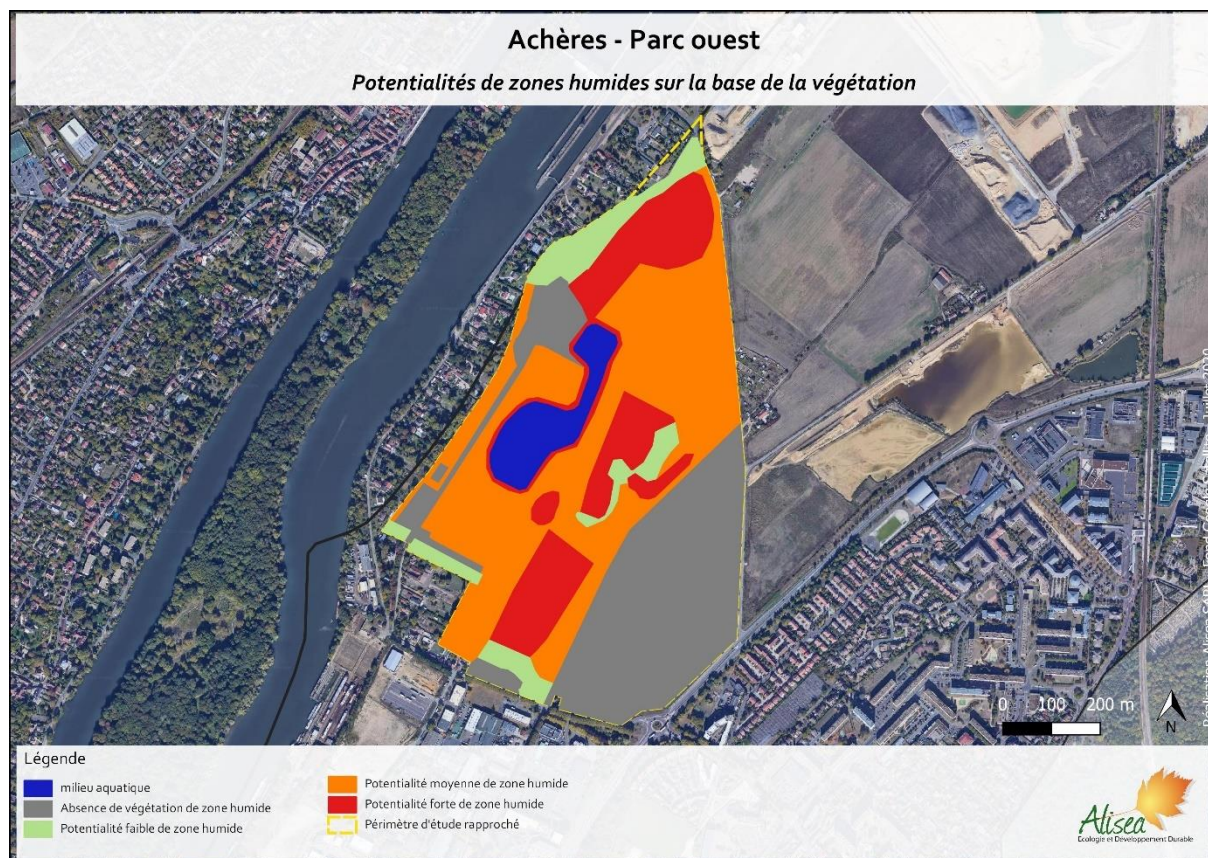 Achères - Parc ouest
Potentialités de zones humides sur la base de la végétation
0 100 200 m
N
Légende
milieu aquatique
Absence de végétation de zone humide
Potentialité faible de zone humide
Potentialité moyenne de zone humide
Potentialité forte de zone humide
Périmètre d'étude rapproché
Alisea
Ecologie et Développement Durable